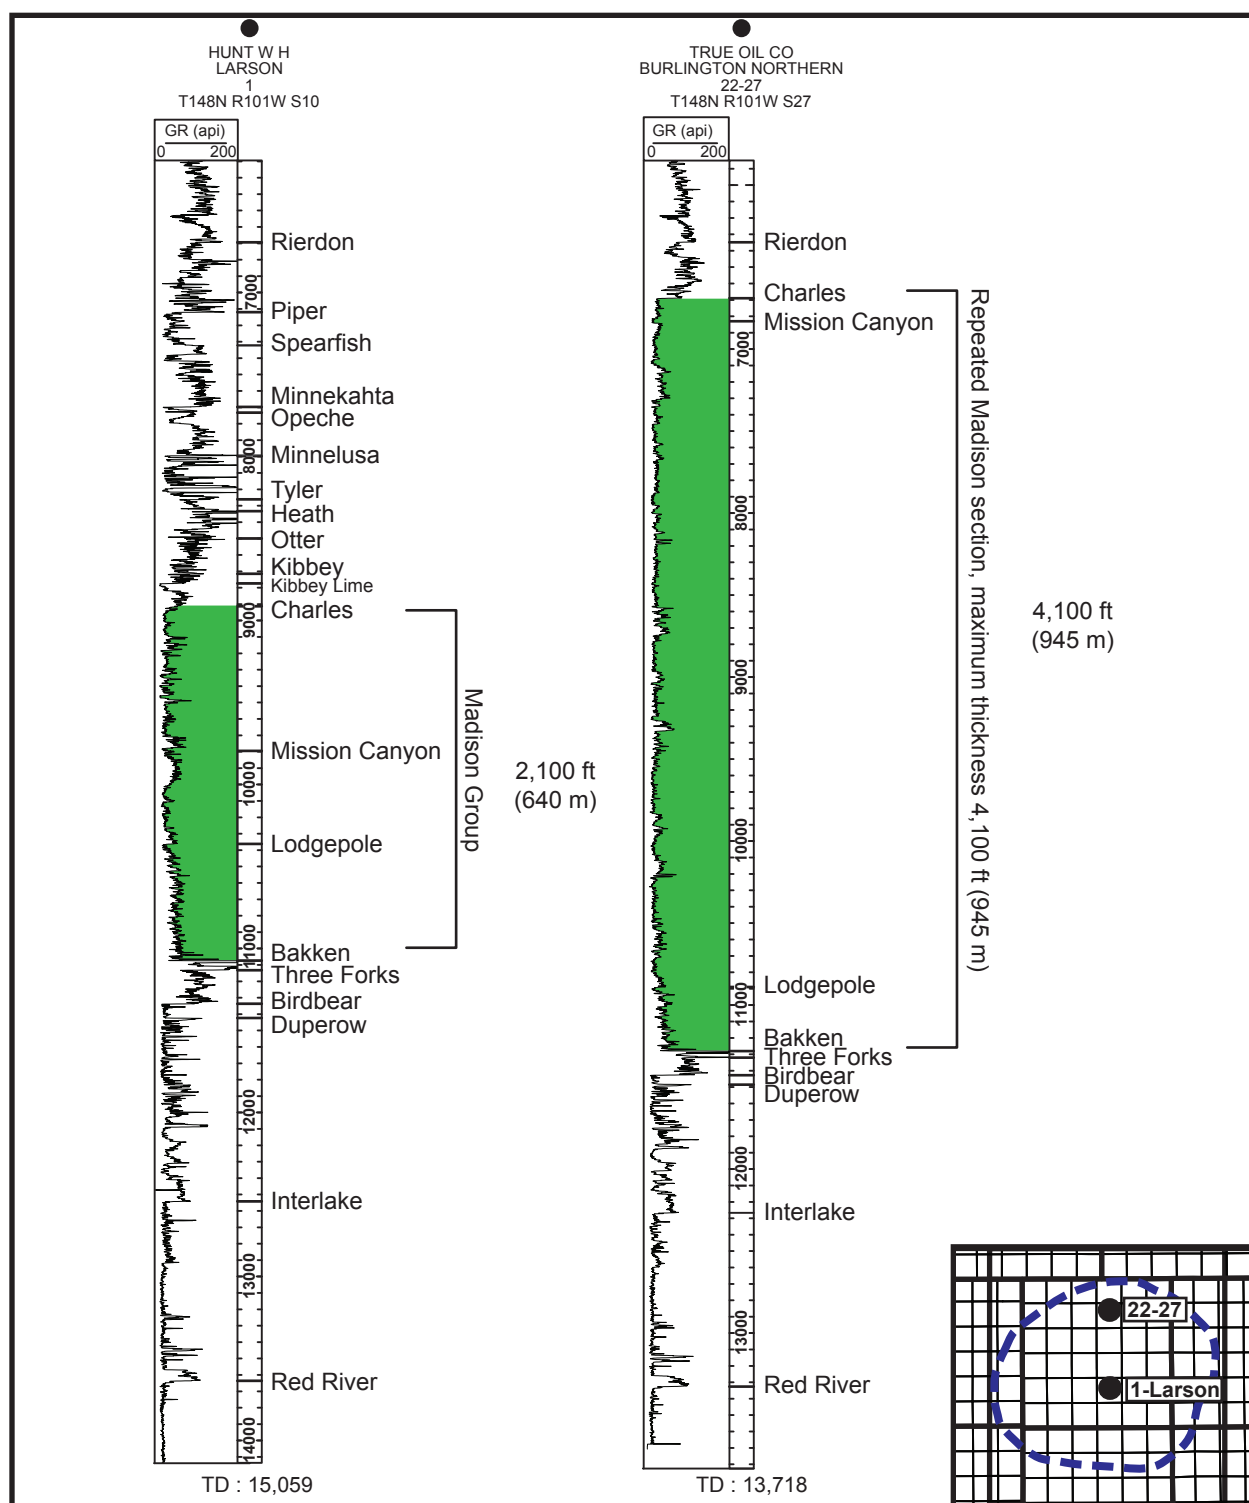 HUNT W H
LARSON
1
T148N R101W S10
GR (api)
0 200
Rierdon
7000
Piper
Spearfish
Minnekahta
Opeche
8000
Minnelusa
Tyler
Heath
Otter
Kibbey
Kibbey Lime
Charles
9000
Mission Canyon
10000
Lodgepole
11000
Bakken
Three Forks
Birdbear
Duperow
12000
Interlake
13000
Red River
14000
TD : 15,059
Madison Group
2,100 ft
(640 m)
TRUE OIL CO
BURLINGTON NORTHERN
22-27
T148N R101W S27
GR (api)
0 200
Rierdon
Charles
Mission Canyon
7000
8000
9000
10000
Lodgepole
11000
Bakken
Three Forks
Birdbear
Duperow
12000
Interlake
13000
Red River
TD : 13,718
Repeated Madison section, maximum thickness 4,100 ft (945 m)
4,100 ft
(945 m)
22-27
1-Larson